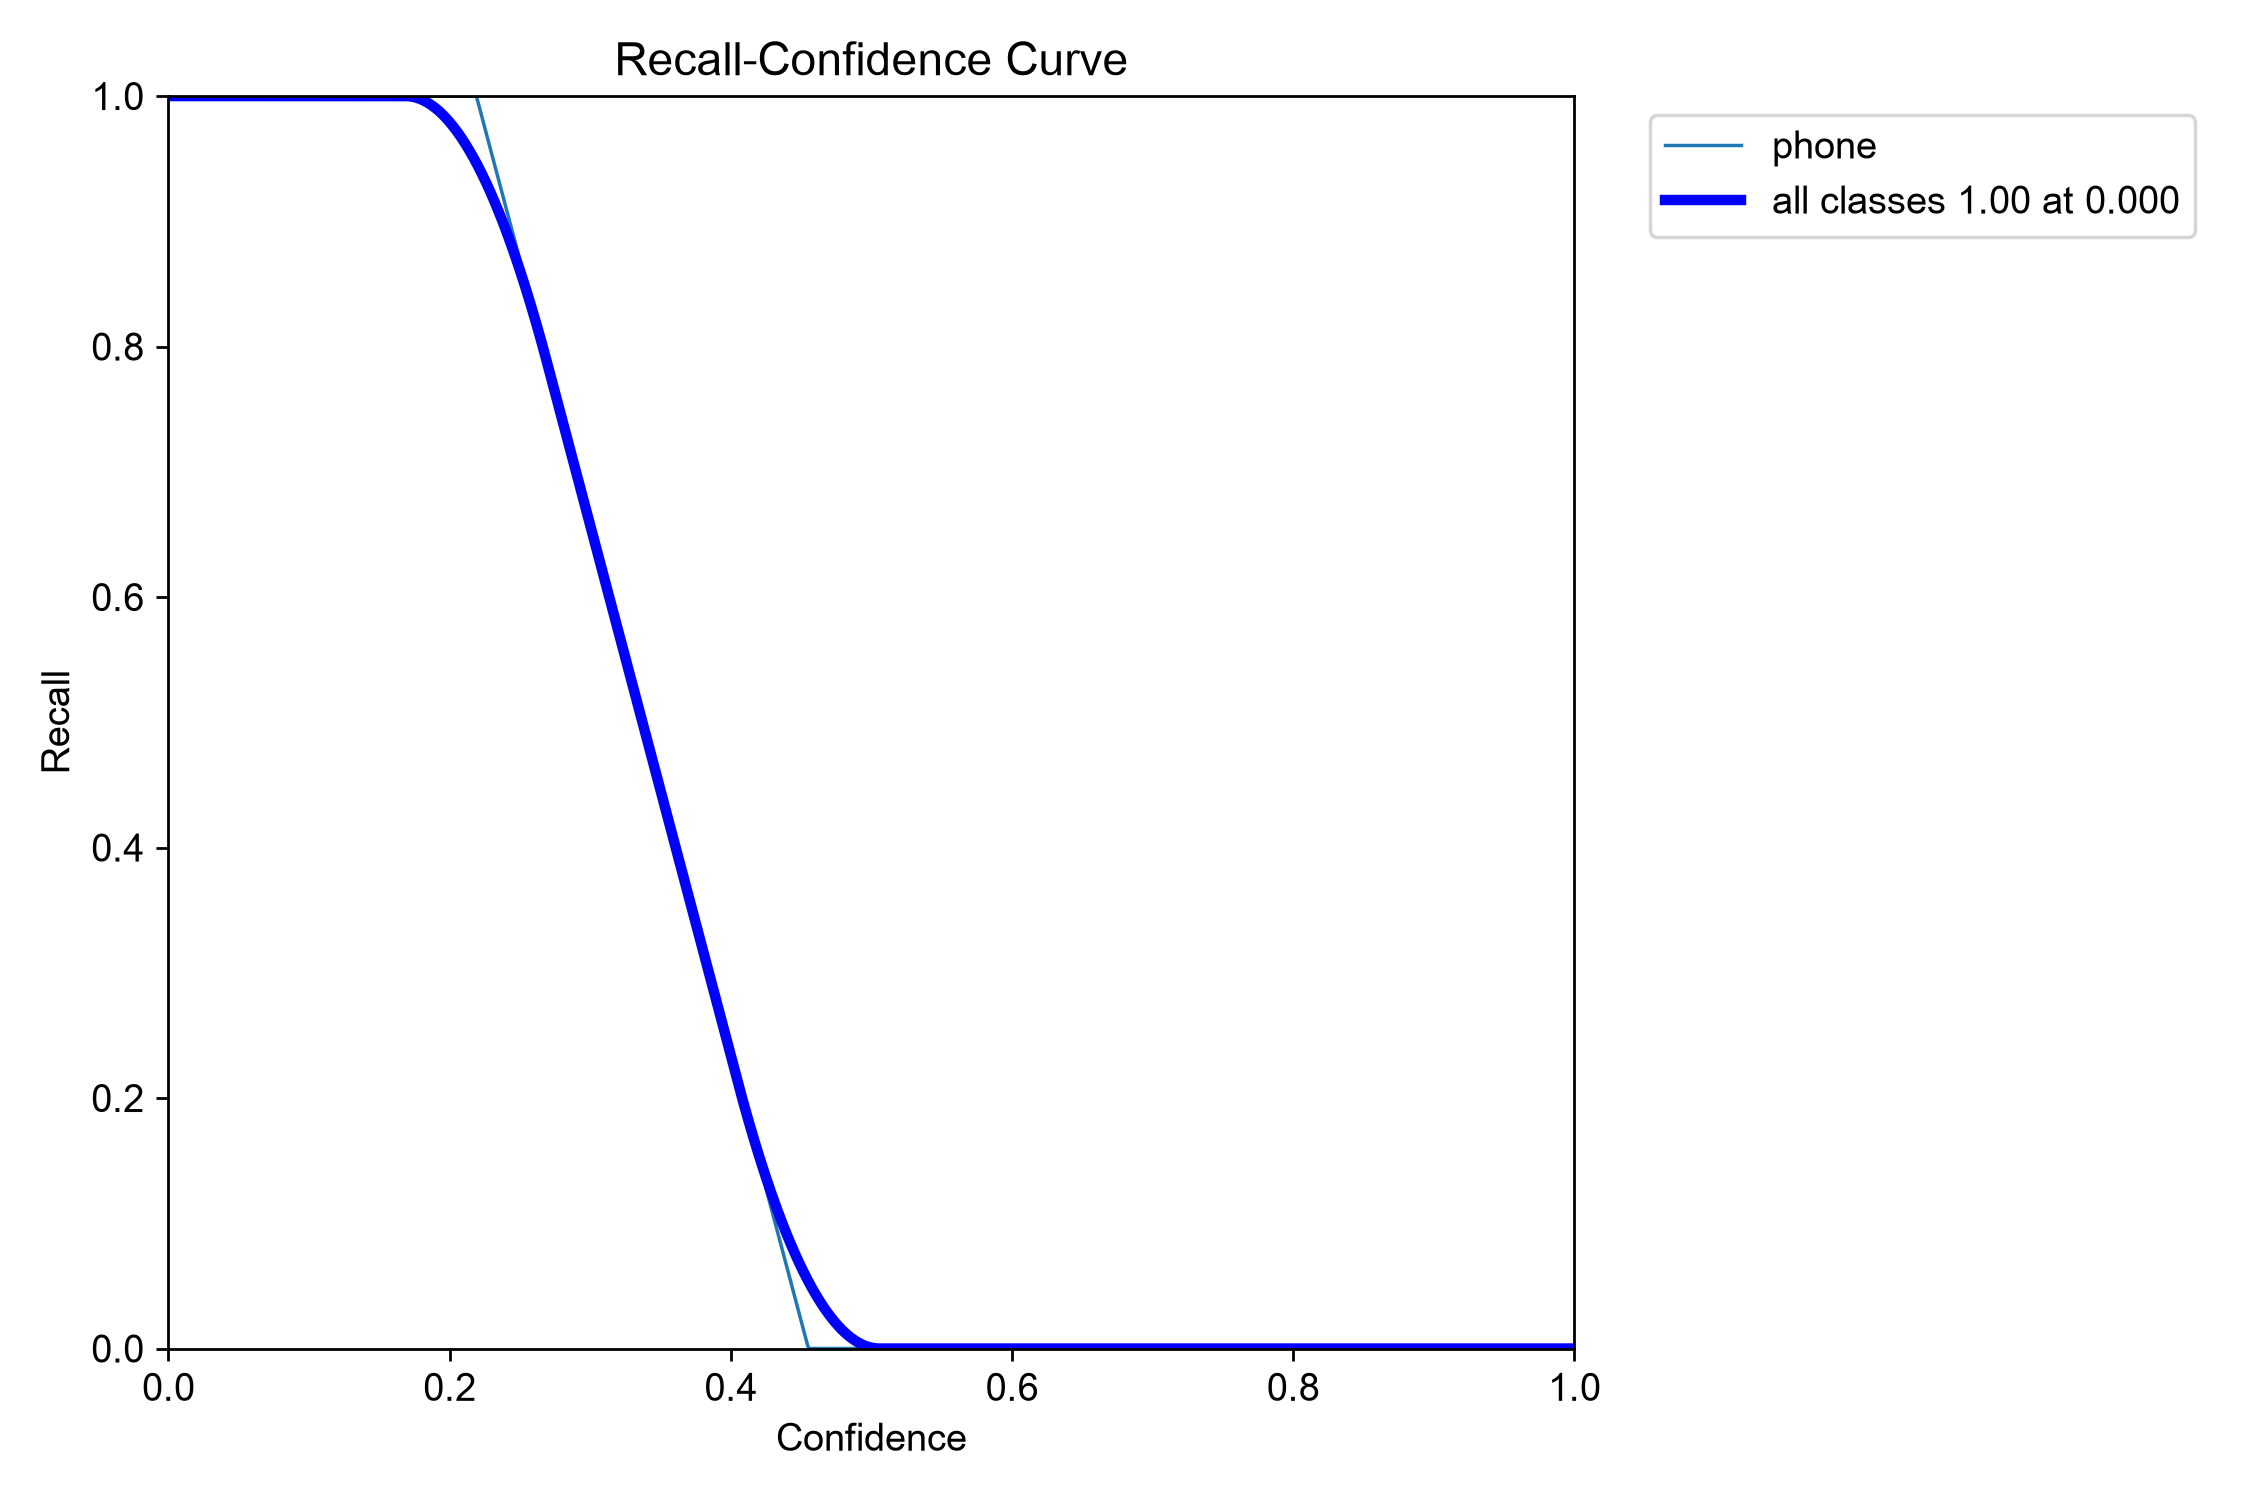 Recall-Confidence Curve
1.0
0.8
0.6
0.4
0.2
0.0
Recall
0.0 0.2 0.4 0.6 0.8 1.0
Confidence
phone
all classes 1.00 at 0.000